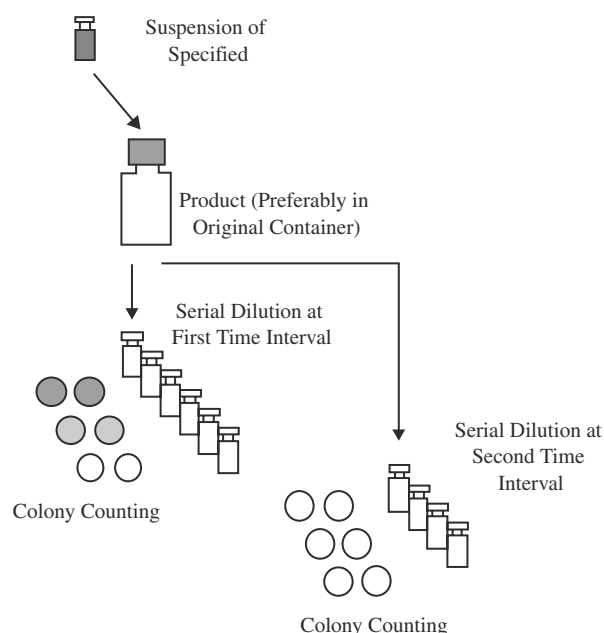 Suspension of
Specified
Product (Preferably in
Original Container)
Serial Dilution at
First Time Interval
Serial Dilution at
Second Time
Interval
Colony Counting
Colony Counting